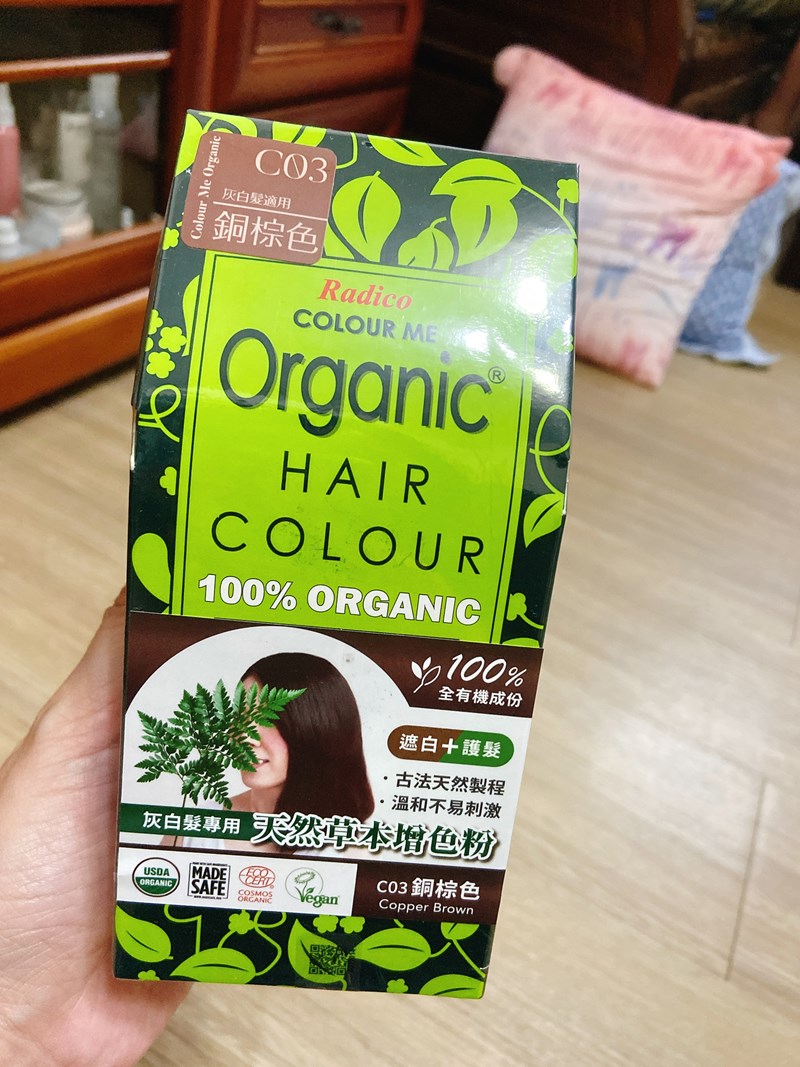 Colour Me Organic
C03
灰白髮適用
銅棕色
Radico
COLOUR ME
Organic®
HAIR
COLOUR
100% ORGANIC
100%
全有機成份
遮白+護髮
·古法天然製程
·溫和不易刺激
灰白髮專用 天然草本增色粉
USDA
ORGANIC
MADE
SAFE
ECO
CERT
COSMOS
ORGANIC
Vegan
C03 銅棕色
Copper Brown